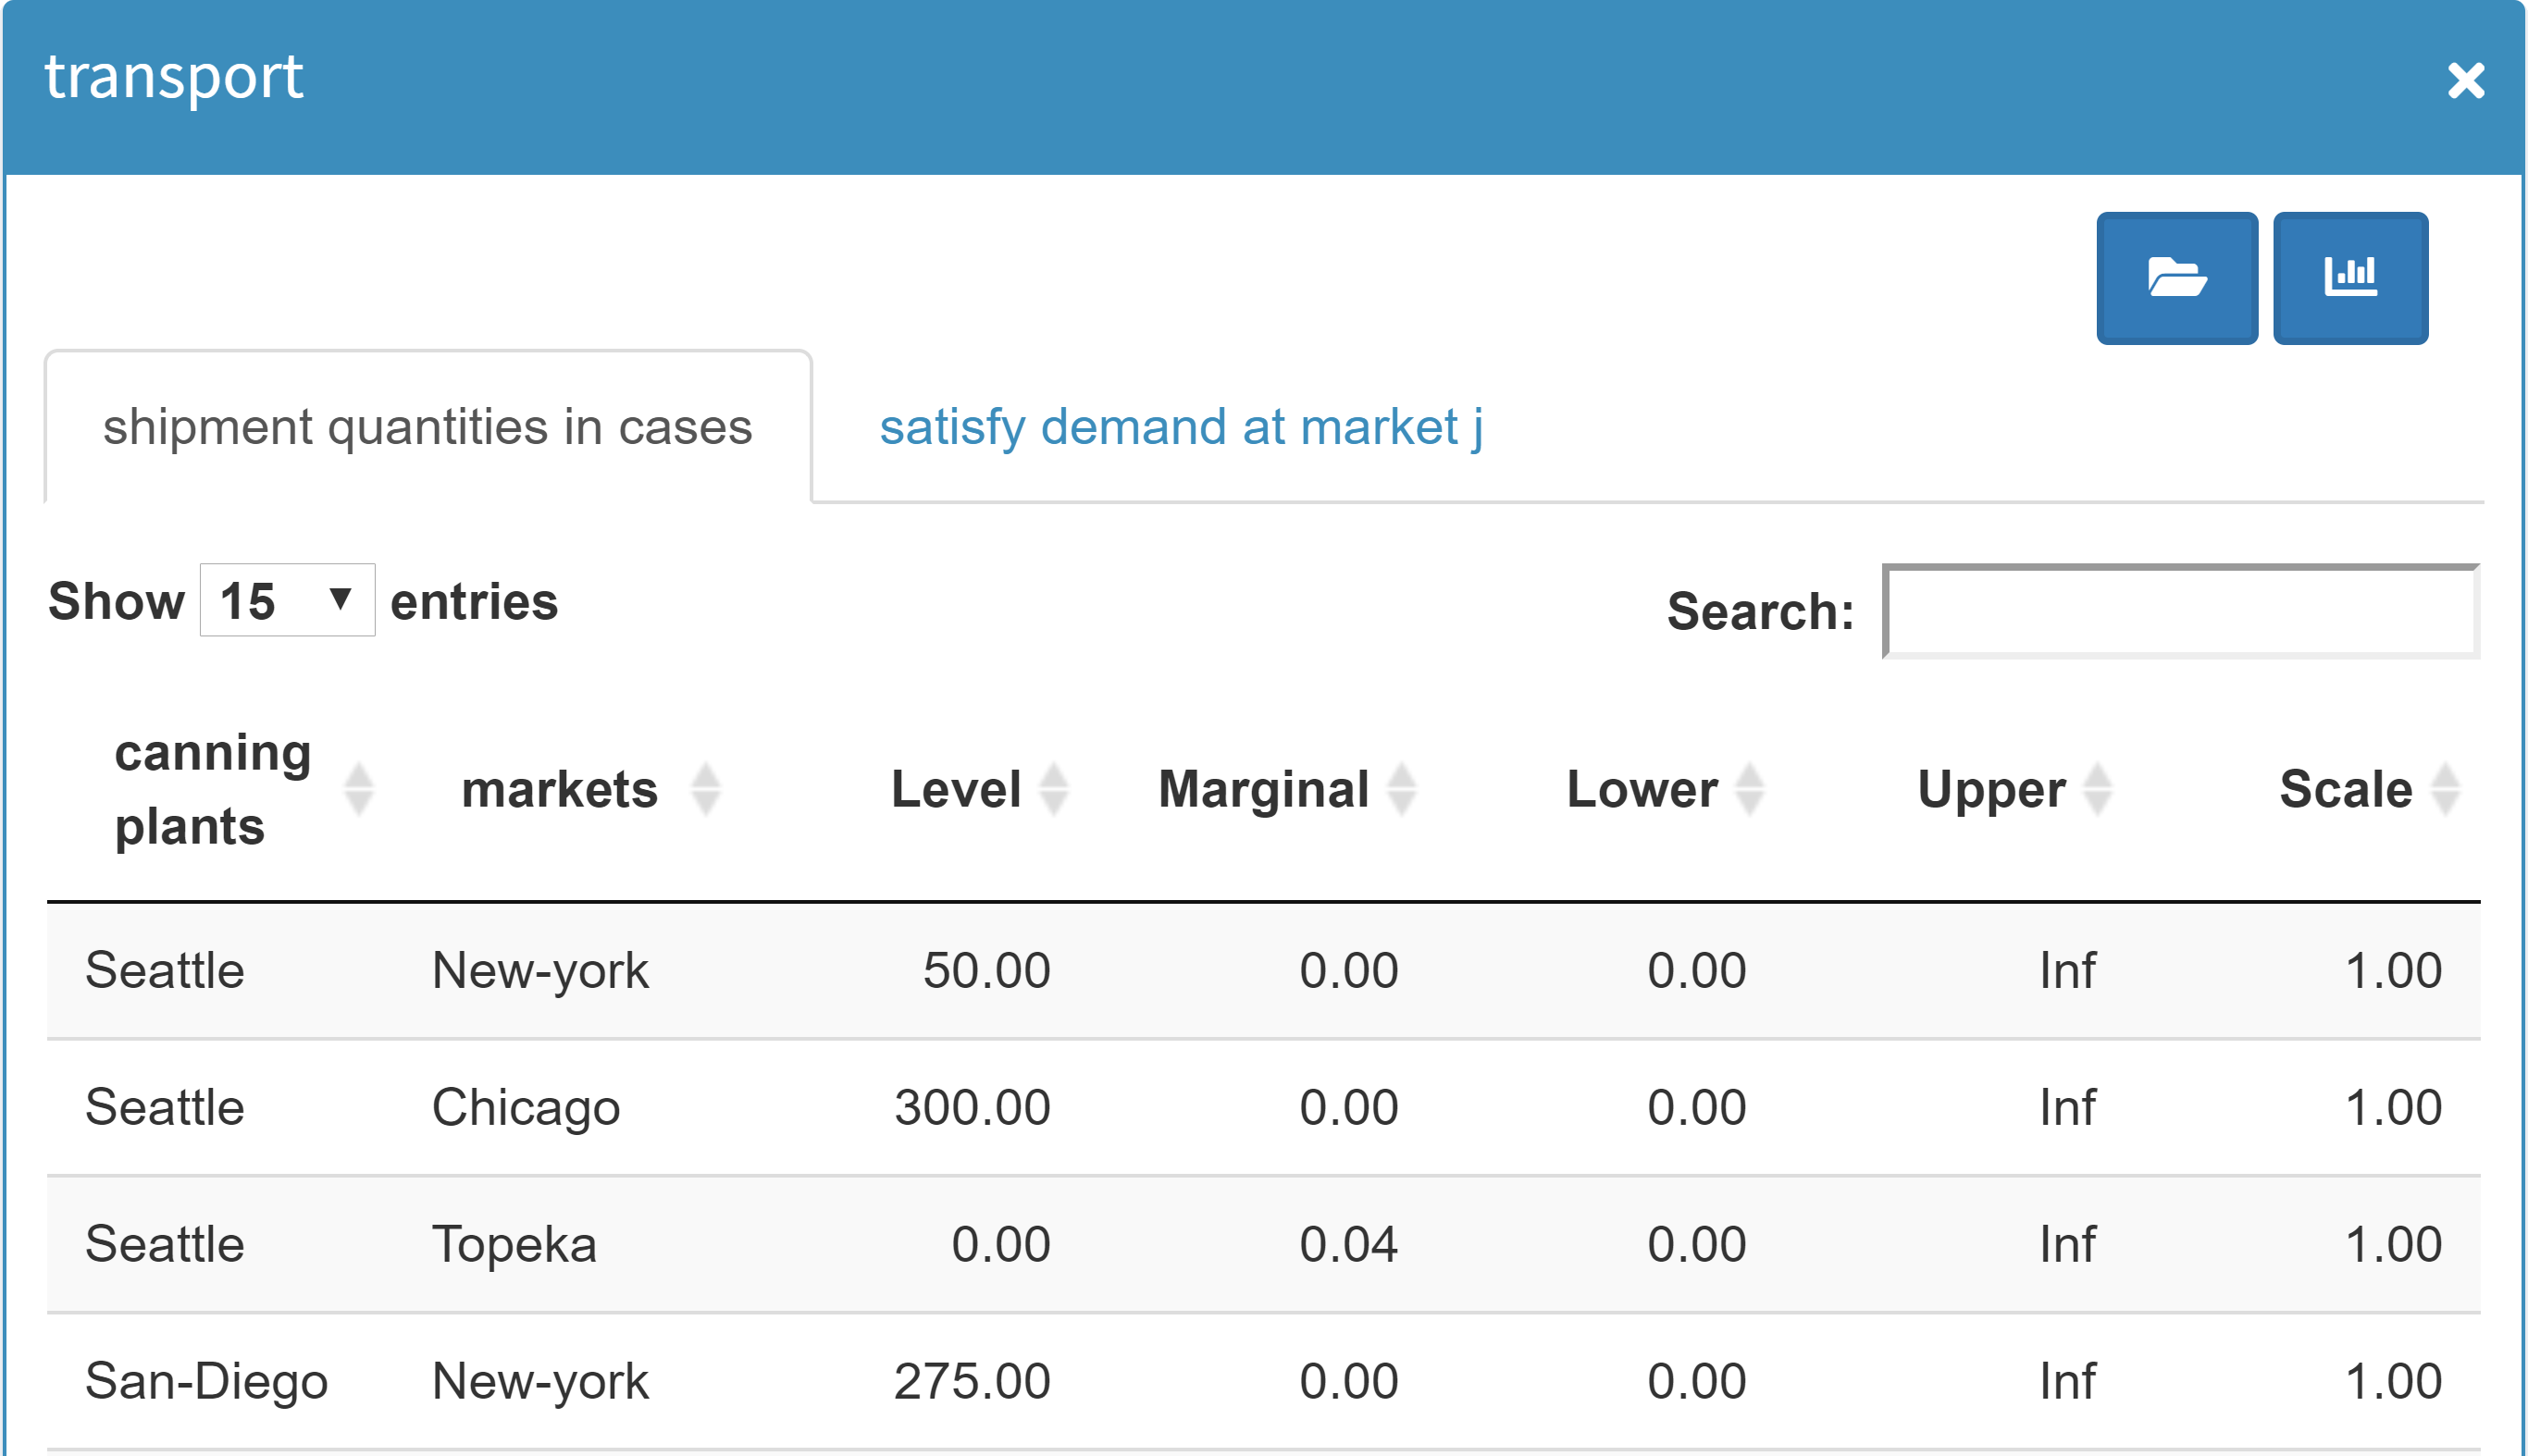 transport
shipment quantities in cases satisfy demand at market j
Show 15 entries Search:
canning plants markets Level Marginal Lower Upper Scale
Seattle New-york 50.00 0.00 0.00 Inf 1.00
Seattle Chicago 300.00 0.00 0.00 Inf 1.00
Seattle Topeka 0.00 0.04 0.00 Inf 1.00
San-Diego New-york 275.00 0.00 0.00 Inf 1.00